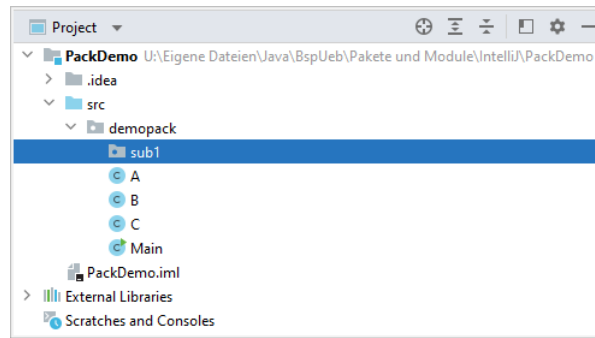 Project
PackDemo U:\Eigene Dateien\Java\BspUeb\Pakete und Module\IntelliJ\PackDemo
.idea
src
demopack
sub1
C A
C B
C C
C Main
PackDemo.iml
External Libraries
Scratches and Consoles